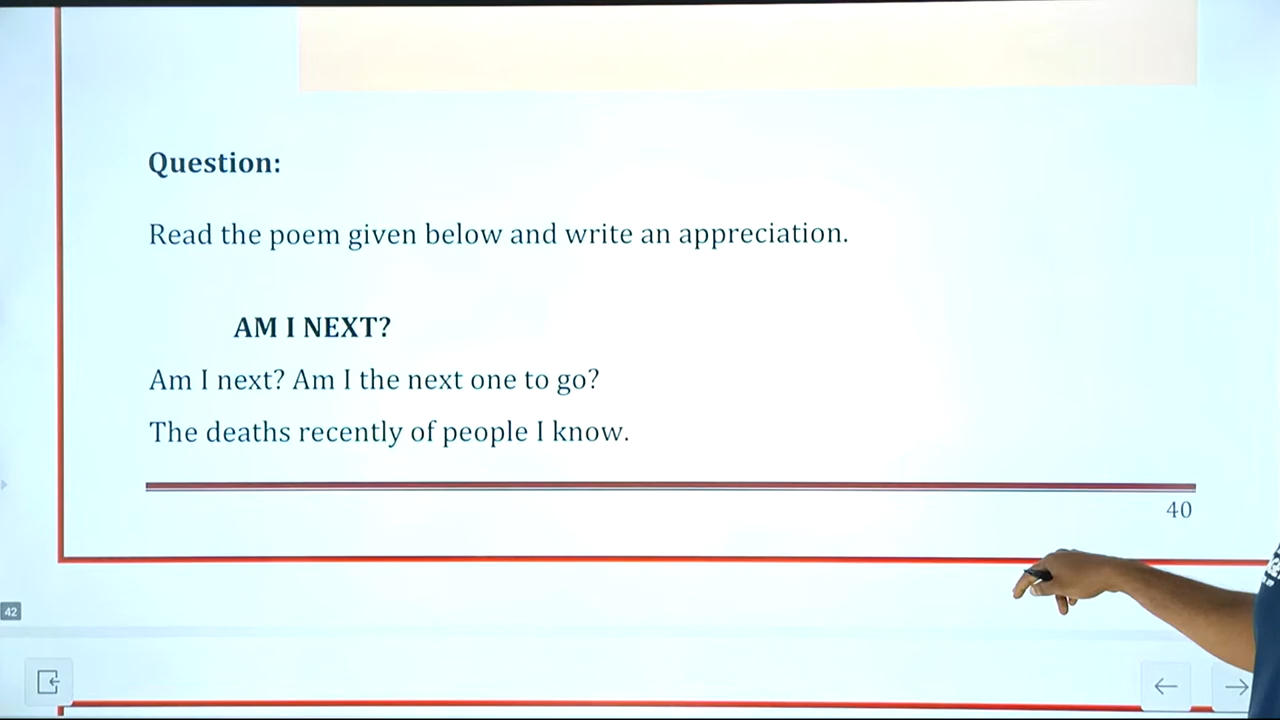 Question:
Read the poem given below and write an appreciation.
AM I NEXT?
Am I next? Am I the next one to go?
The deaths recently of people I know.
40
42